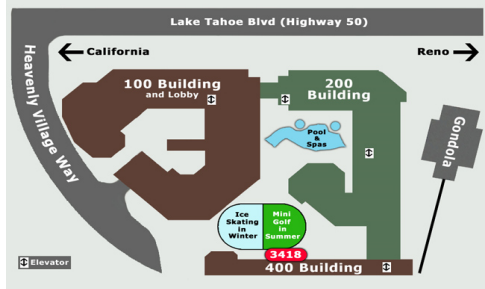 Lake Tahoe Blvd (Highway 50)
California
Reno
Heavenly Village Way
100 Building
and Lobby
200
Building
Gondola
Pool
&
Spas
Ice
Skating
in
Winter
Mini
Golf
in
Summer
3418
400 Building
Elevator